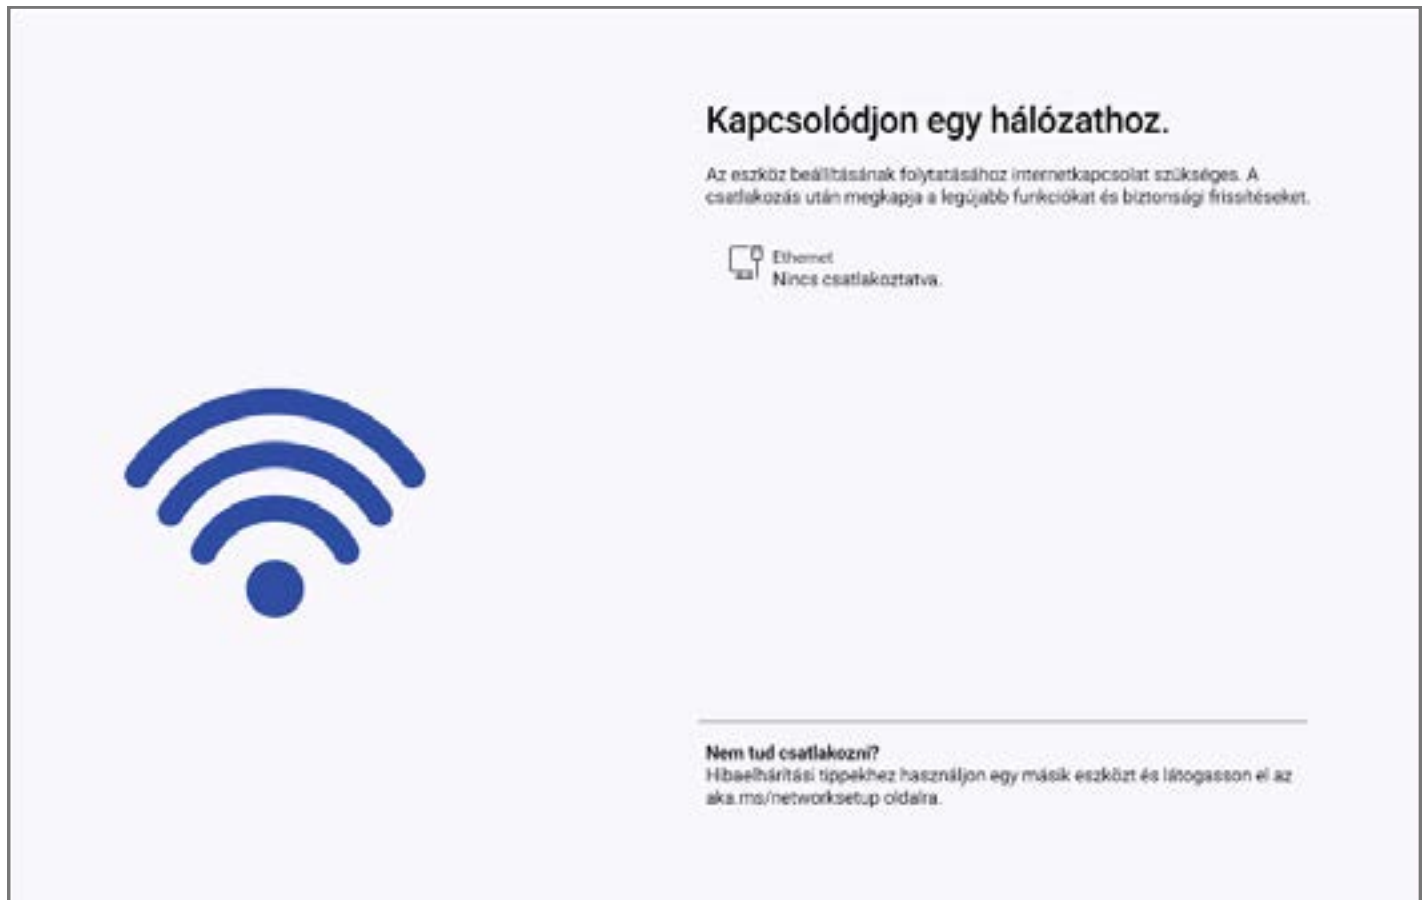 Kapcsolódjon egy hálózathoz.
Az eszköz beállításának folytatásához internetkapcsolat szükséges. A
csatlakozás után megkapja a legújabb funkciókat és biztonsági frissítéseket.
Ethernet
Nincs csatlakoztatva.
Nem tud csatlakozni?
Hibaelhárítási tippekhez használjon egy másik eszközt és látogasson el az
aka.ms/networksetup oldalra.